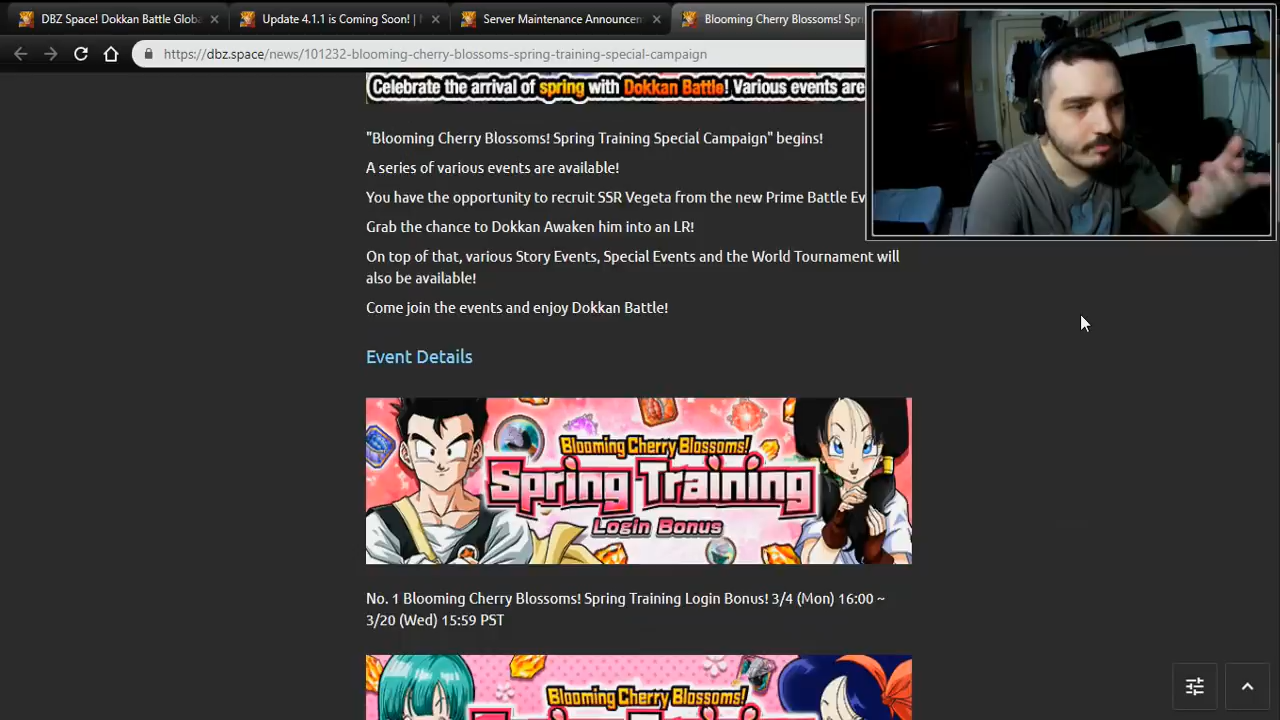 DBZ Space! Dokkan Battle Globa
Update 4.1.1 is Coming Soon! | N
Server Maintenance Announcem
Blooming Cherry Blossoms! Spri
https://dbz.space/news/101232-blooming-cherry-blossoms-spring-training-special-campaign
Celebrate the arrival of spring with Dokkan Battle! Various events are
"Blooming Cherry Blossoms! Spring Training Special Campaign" begins!
A series of various events are available!
You have the opportunity to recruit SSR Vegeta from the new Prime Battle Ev
Grab the chance to Dokkan Awaken him into an LR!
On top of that, various Story Events, Special Events and the World Tournament will
also be available!
Come join the events and enjoy Dokkan Battle!
Event Details
Blooming Cherry Blossoms!
Spring Training
Login Bonus
No. 1 Blooming Cherry Blossoms! Spring Training Login Bonus! 3/4 (Mon) 16:00 ~
3/20 (Wed) 15:59 PST
Blooming Cherry Blossoms!